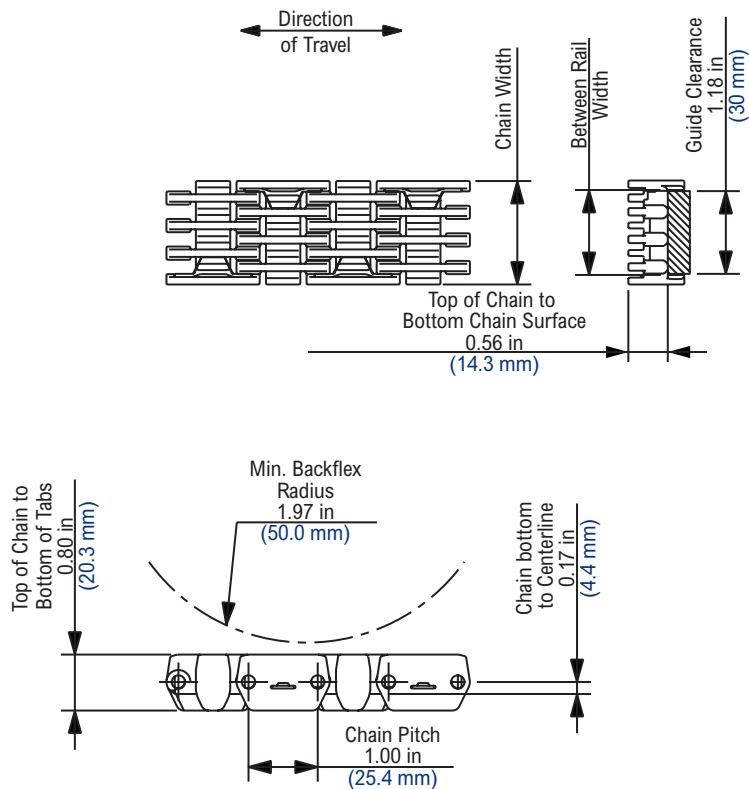 Direction
of Travel
Chain Width
Between Rail
Width
Guide Clearance
1.18 in
(30 mm)
Top of Chain to
Bottom Chain Surface
0.56 in
(14.3 mm)
Top of Chain to
Bottom of Tabs
0.80 in
(20.3 mm)
Min. Backflex
Radius
1.97 in
(50.0 mm)
Chain bottom
to Centerline
0.17 in
(4.4 mm)
Chain Pitch
1.00 in
(25.4 mm)